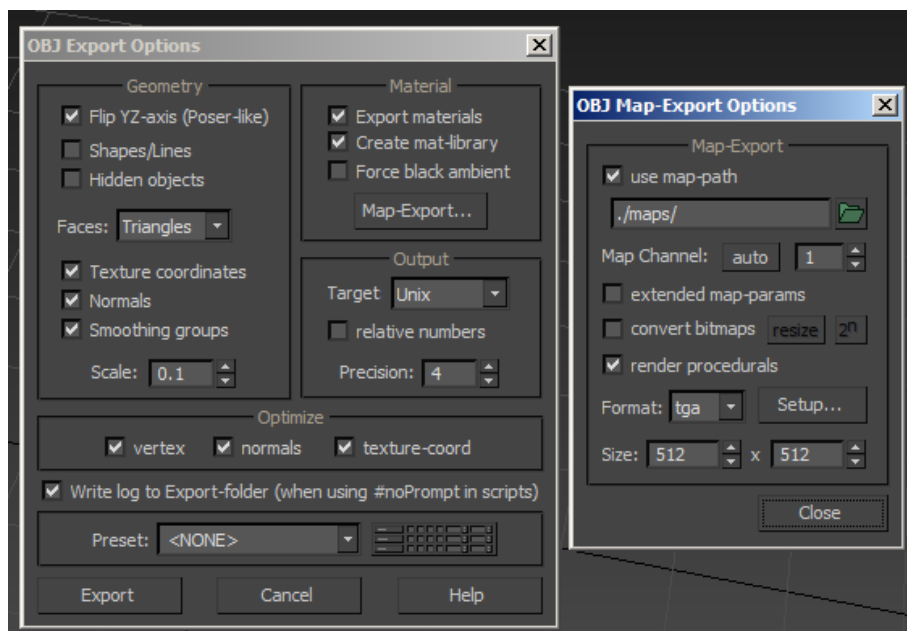 OBJ Export Options
Geometry
Flip YZ-axis (Poser-like)
Shapes/Lines
Hidden objects
Faces: Triangles
Texture coordinates
Normals
Smoothing groups
Scale: 0.1
Material
Export materials
Create mat-library
Force black ambient
Map-Export...
Output
Target Unix
relative numbers
Precision: 4
Optimize
vertex normals texture-coord
Write log to Export-folder (when using #noPrompt in scripts)
Preset: <NONE>
Export Cancel Help
OBJ Map-Export Options
Map-Export
use map-path
./maps/
Map Channel: auto 1
extended map-params
convert bitmaps resize 2ⁿ
render procedurals
Format: tga Setup...
Size: 512 x 512
Close